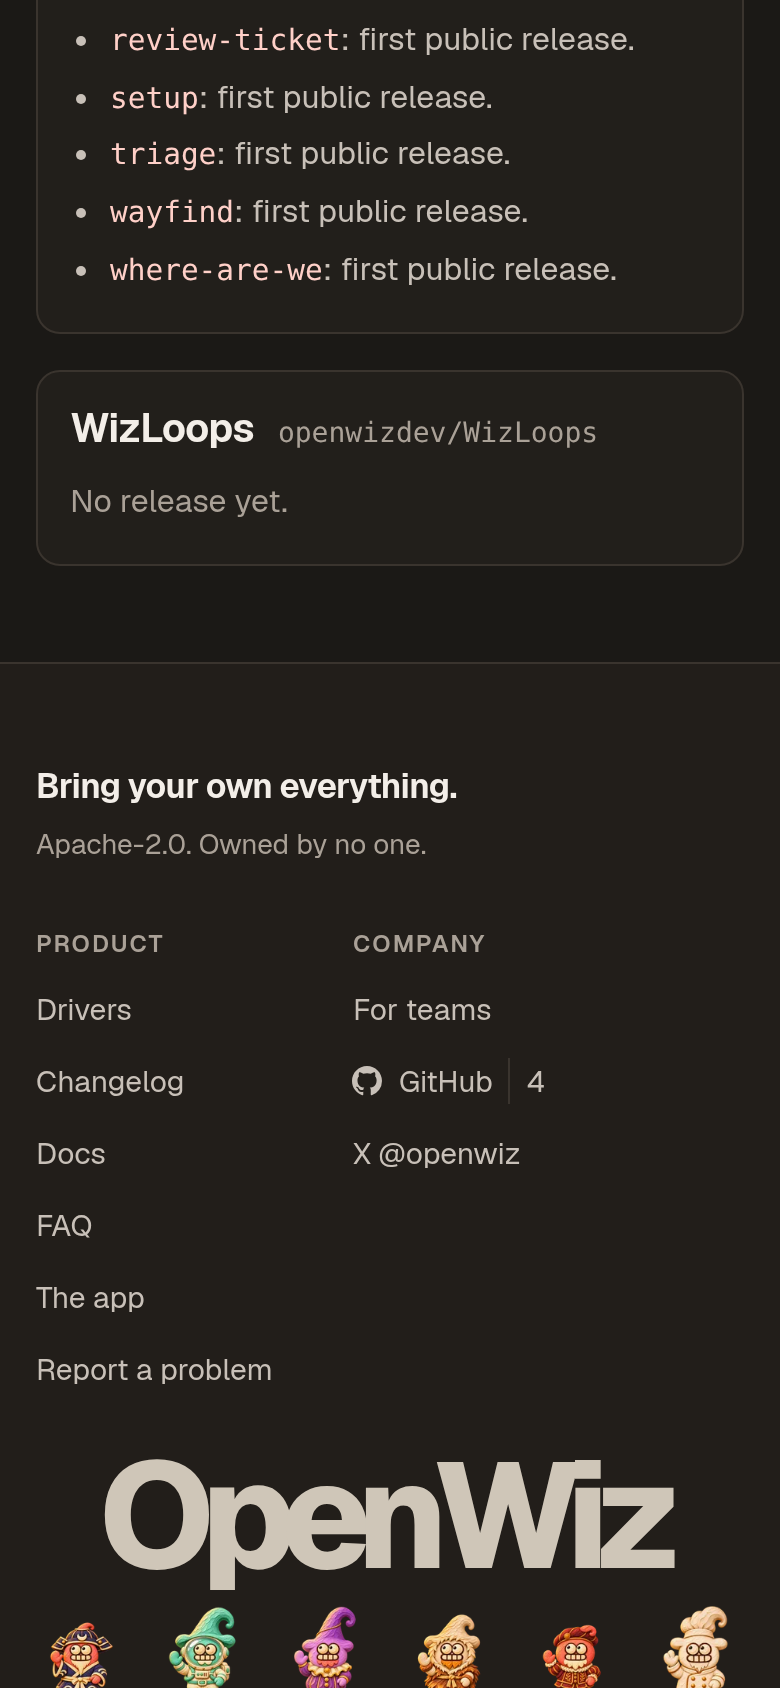 review-ticket: first public release.
setup: first public release.
triage: first public release.
wayfind: first public release.
where-are-we: first public release.
WizLoops openwizdev/WizLoops
No release yet.
Bring your own everything.
Apache-2.0. Owned by no one.
PRODUCT
Drivers
Changelog
Docs
FAQ
The app
Report a problem
COMPANY
For teams
GitHub 4
X @openwiz
OpenWiz